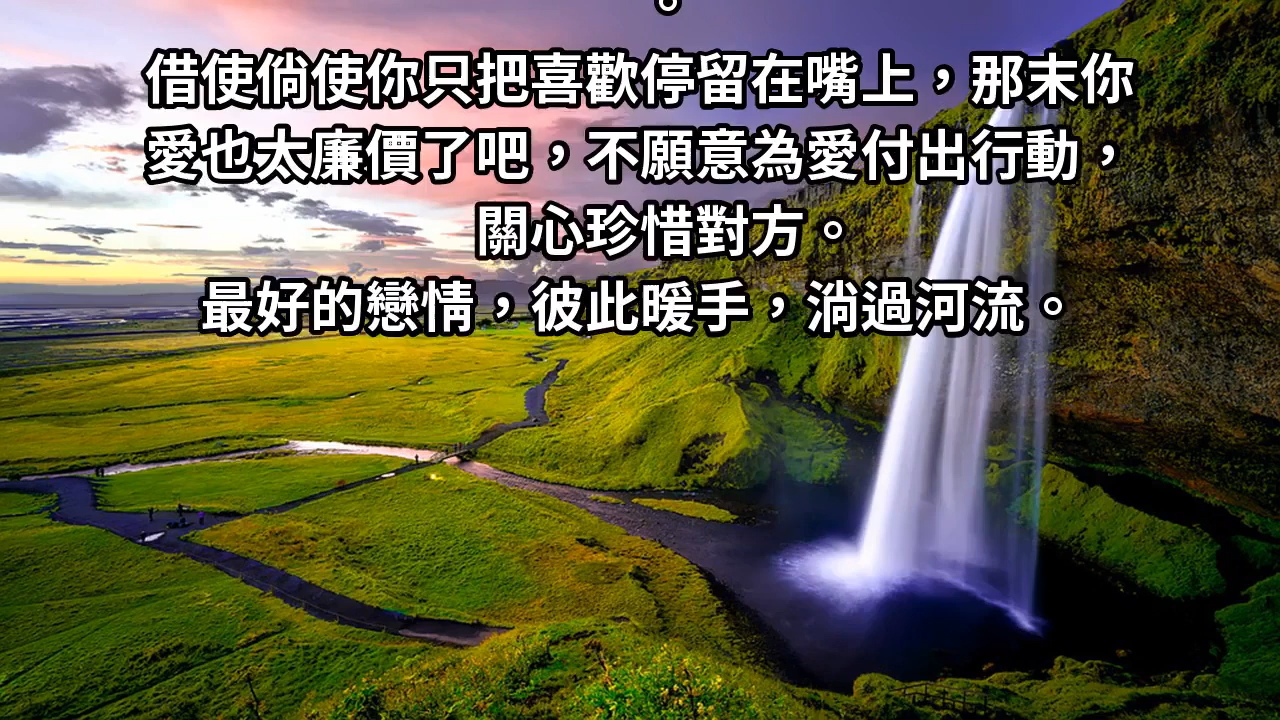 。
借使倘使你只把喜歡停留在嘴上，那末你
愛也太廉價了吧，不願意為愛付出行動，
關心珍惜對方。
最好的戀情，彼此暖手，淌過河流。